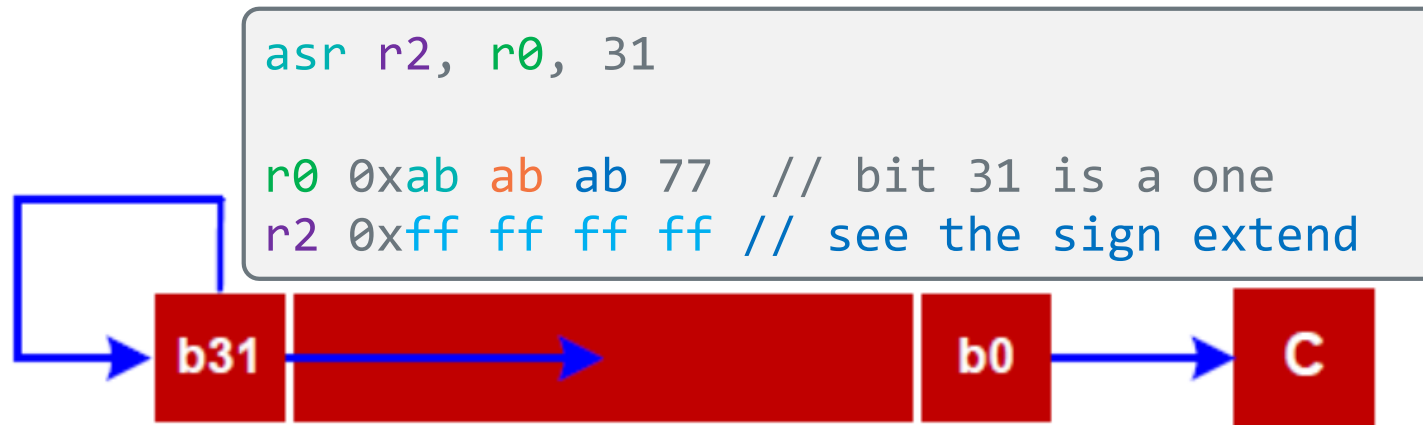 asr r2, r0, 31
r0 0xab ab ab 77 // bit 31 is a one
r2 0xff ff ff ff // see the sign extend
b31 b0 C